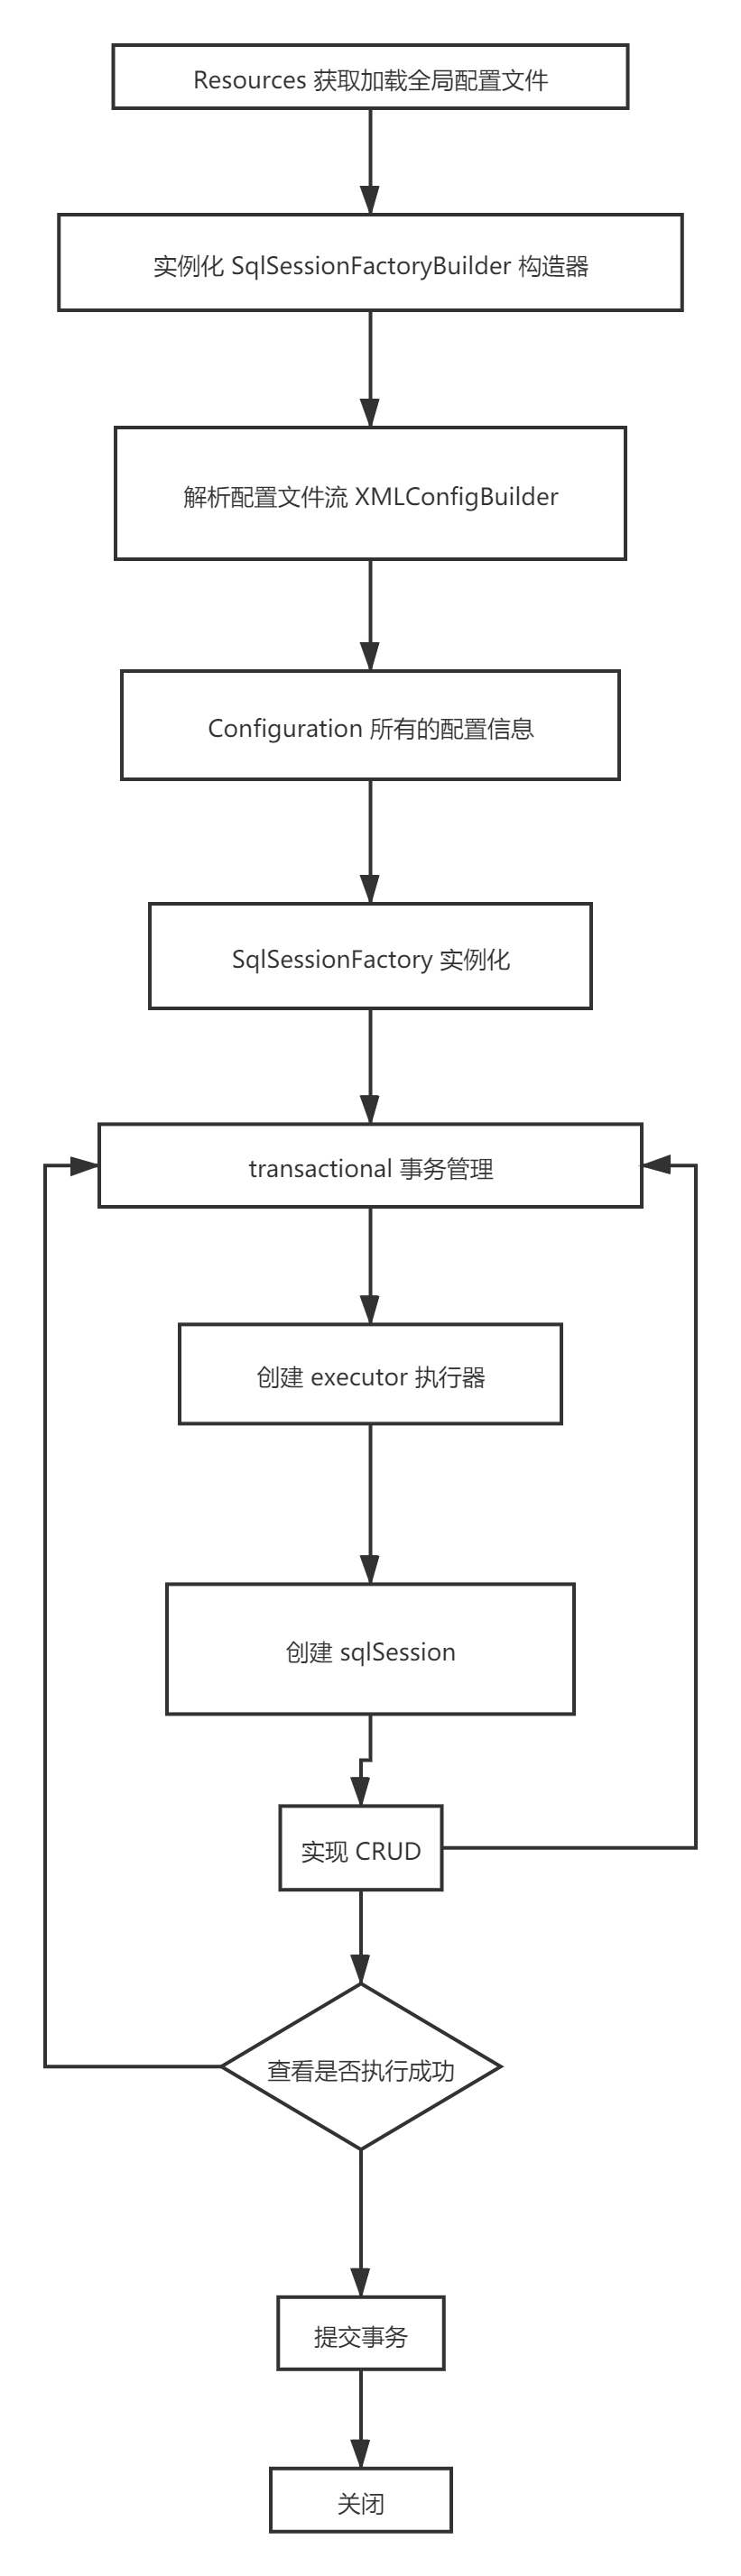 Resources 获取加载全局配置文件
实例化 SqlSessionFactoryBuilder 构造器
解析配置文件流 XMLConfigBuilder
Configuration 所有的配置信息
SqlSessionFactory 实例化
transactional 事务管理
创建 executor 执行器
创建 sqlSession
实现 CRUD
查看是否执行成功
提交事务
关闭